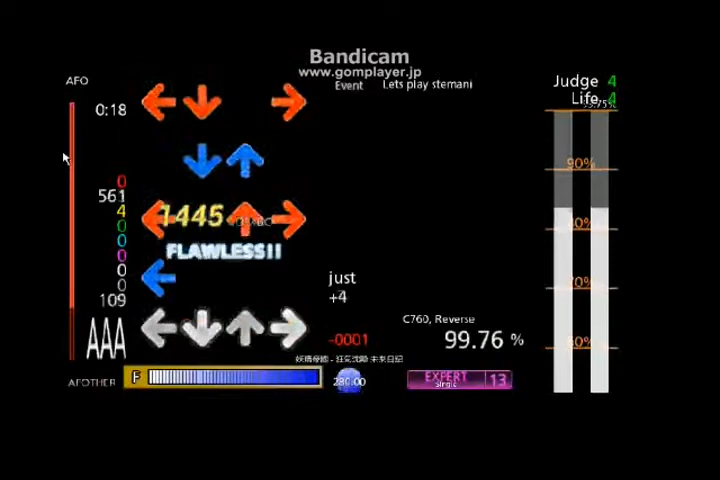 Bandicam
www.gomplayer.jp
Event Lets play stemani
AFO
Judge 4
Life 4
0:18
90%
0
561
4
0
0
0
0
0
109
1445
FLAWLESS!!
70%
just
+4
AAA
-0001
C760, Reverse
99.76 %
AFOTHER
F
280.00
EXPERT 13
single